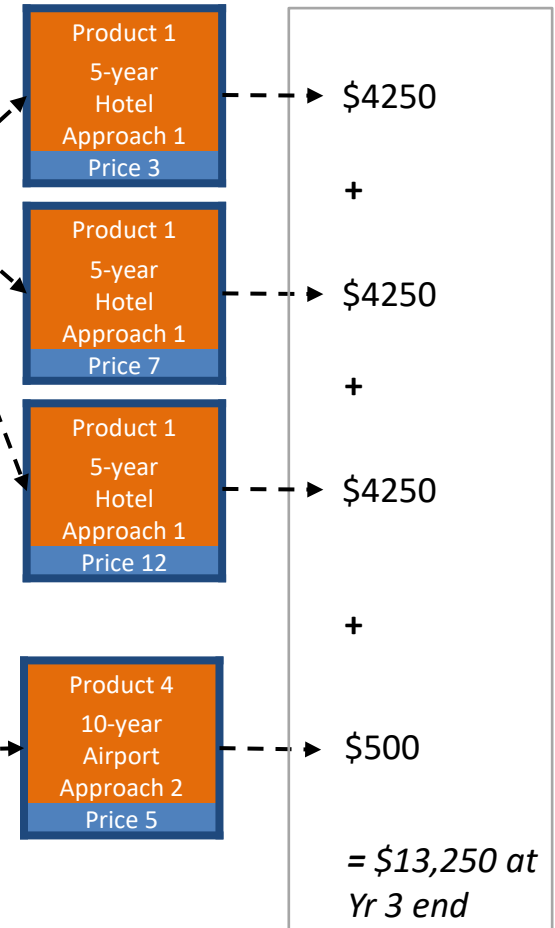 Product 1
5-year
Hotel
Approach 1
Price 3
$4250
+
Product 1
5-year
Hotel
Approach 1
Price 7
$4250
+
Product 1
5-year
Hotel
Approach 1
Price 12
$4250
+
Product 4
10-year
Airport
Approach 2
Price 5
$500
= $13,250 at
Yr 3 end